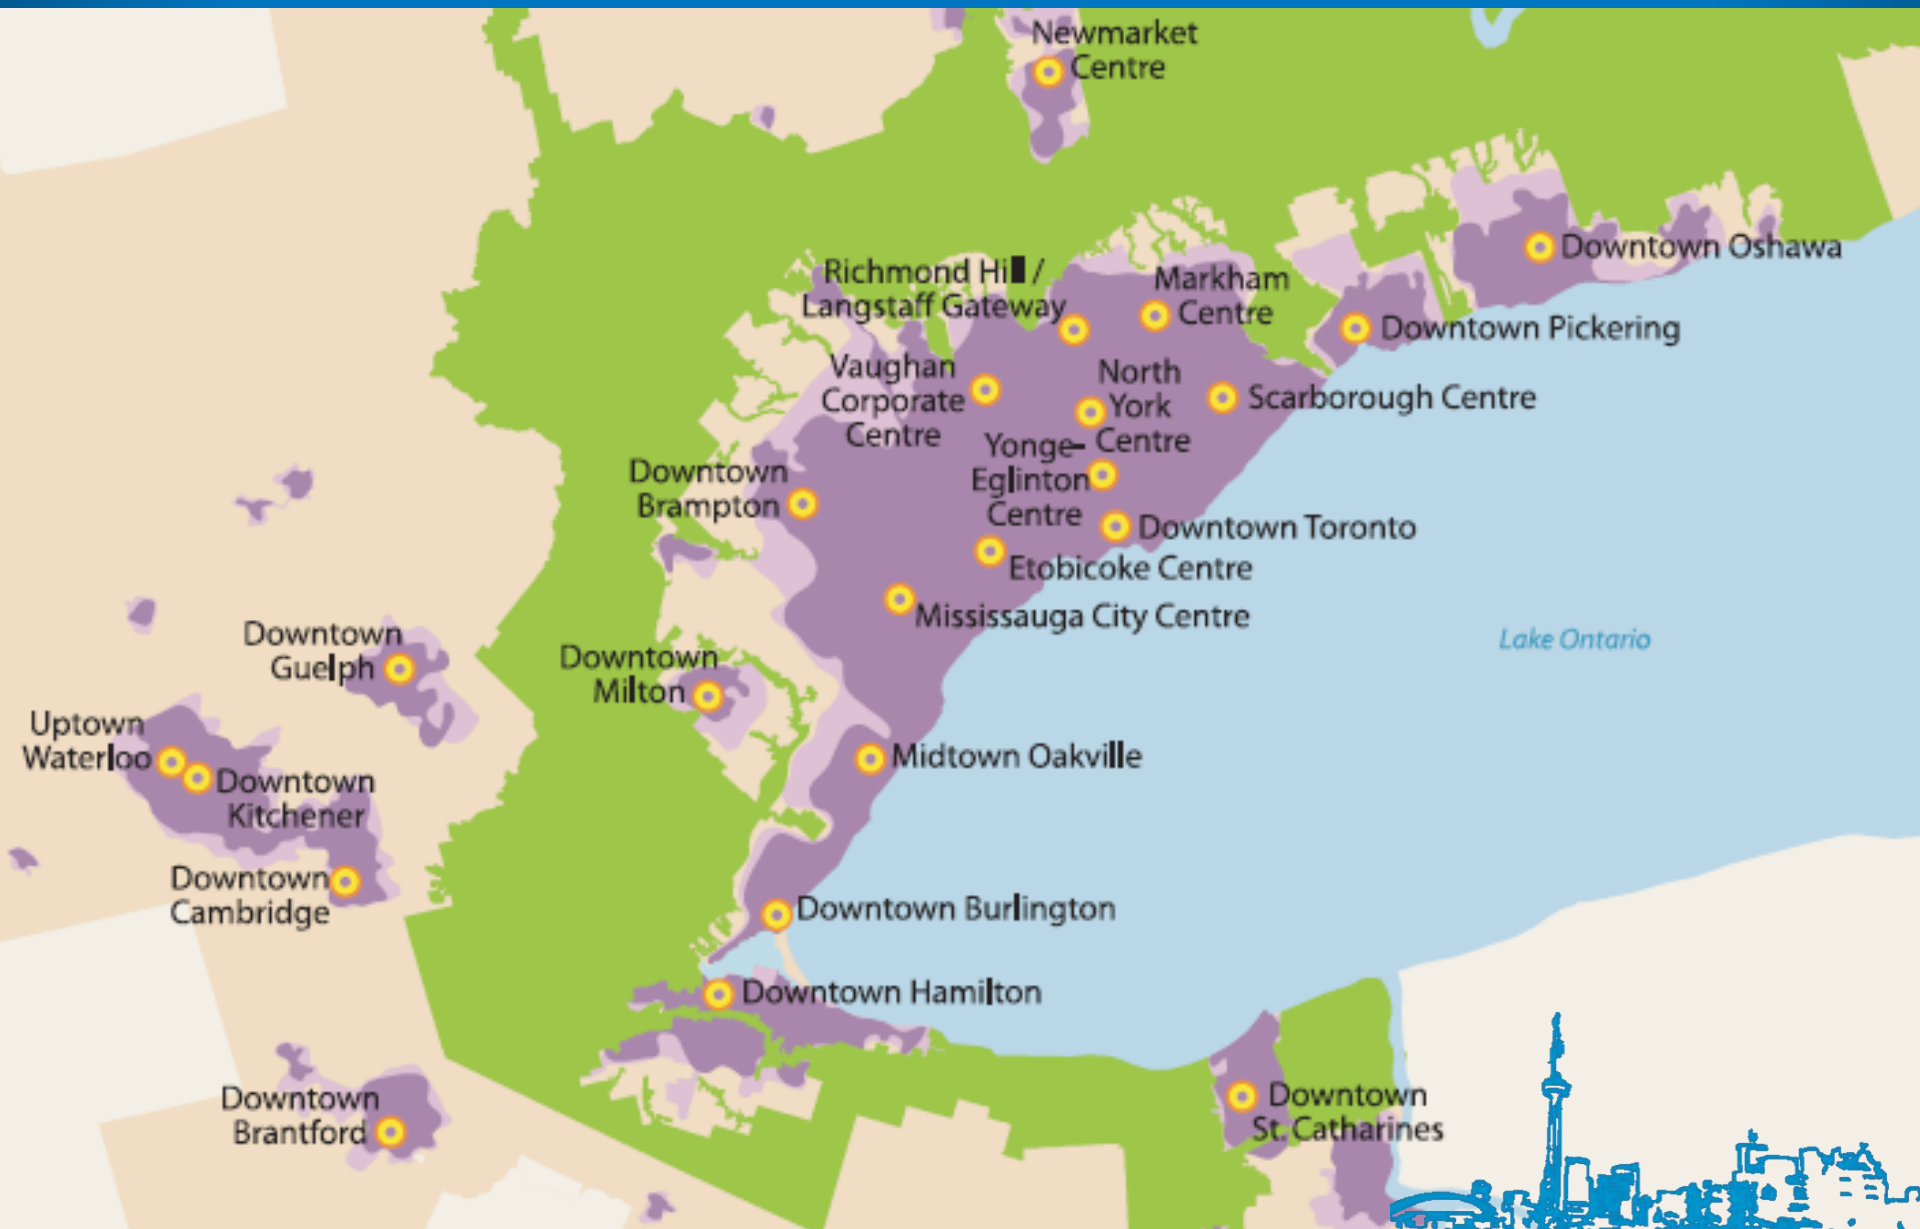 Newmarket
Centre
Downtown Oshawa
Richmond Hill /
Langstaff Gateway
Markham
Centre
Downtown Pickering
Vaughan
Corporate
Centre
North
York
Centre
Scarborough Centre
Yonge-
Eglinton
Centre
Downtown
Brampton
Downtown Toronto
Etobicoke Centre
Mississauga City Centre
Lake Ontario
Downtown
Guelph
Downtown
Milton
Uptown
Waterloo
Downtown
Kitchener
Midtown Oakville
Downtown
Cambridge
Downtown Burlington
Downtown Hamilton
Downtown
Brantford
Downtown
St. Catharines